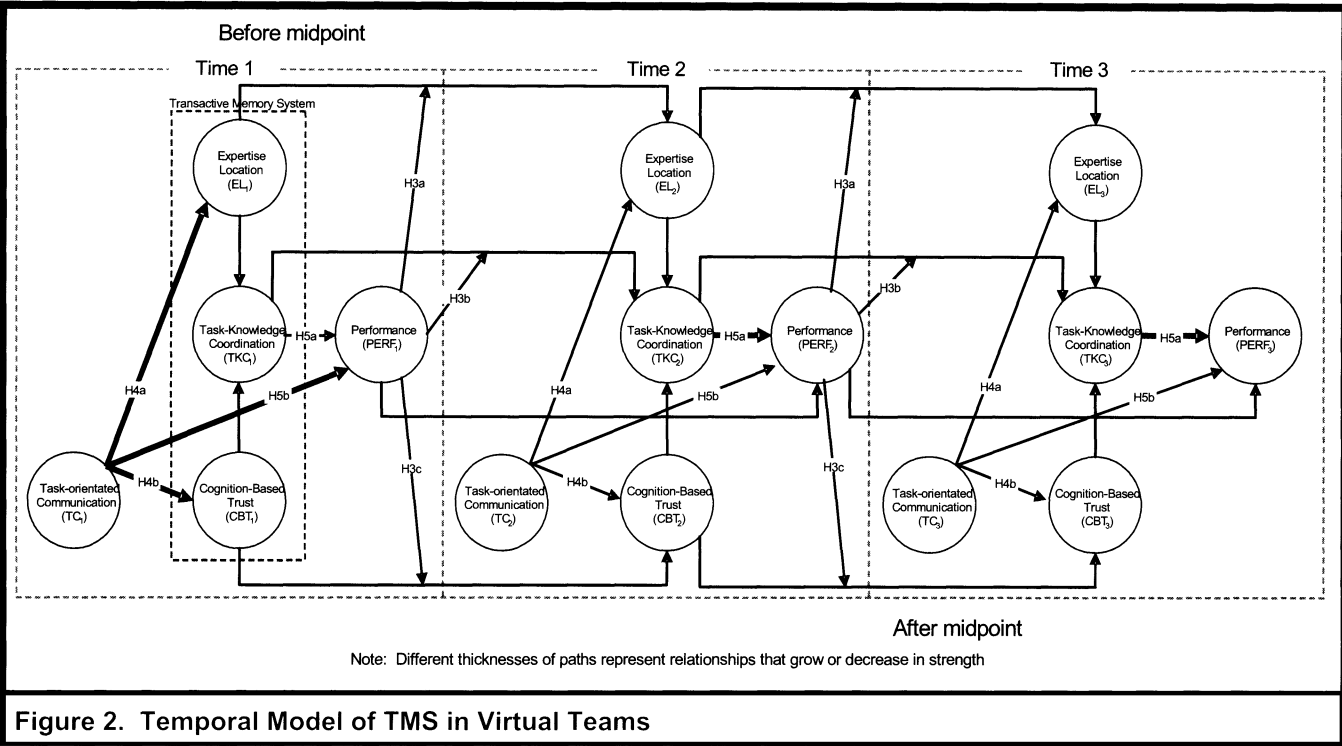 Before midpoint
Time 1
Time 2
Time 3
Transactive Memory System
Expertise
Location
(EL₁)
Expertise
Location
(EL₂)
Expertise
Location
(EL₃)
H3a
H3a
H3b
H3b
Task-Knowledge
Coordination
(TKC₁)
H5a
Performance
(PERF₁)
Task-Knowledge
Coordination
(TKC₂)
H5a
Performance
(PERF₂)
Task-Knowledge
Coordination
(TKC₃)
H5a
Performance
(PERF₃)
H4a
H5b
H4a
H5b
H4a
H5b
H3c
H3c
Task-orientated
Communication
(TC₁)
H4b
Cognition-Based
Trust
(CBT₁)
Task-orientated
Communication
(TC₂)
H4b
Cognition-Based
Trust
(CBT₂)
Task-orientated
Communication
(TC₃)
H4b
Cognition-Based
Trust
(CBT₃)
After midpoint
Note: Different thicknesses of paths represent relationships that grow or decrease in strength
Figure 2. Temporal Model of TMS in Virtual Teams